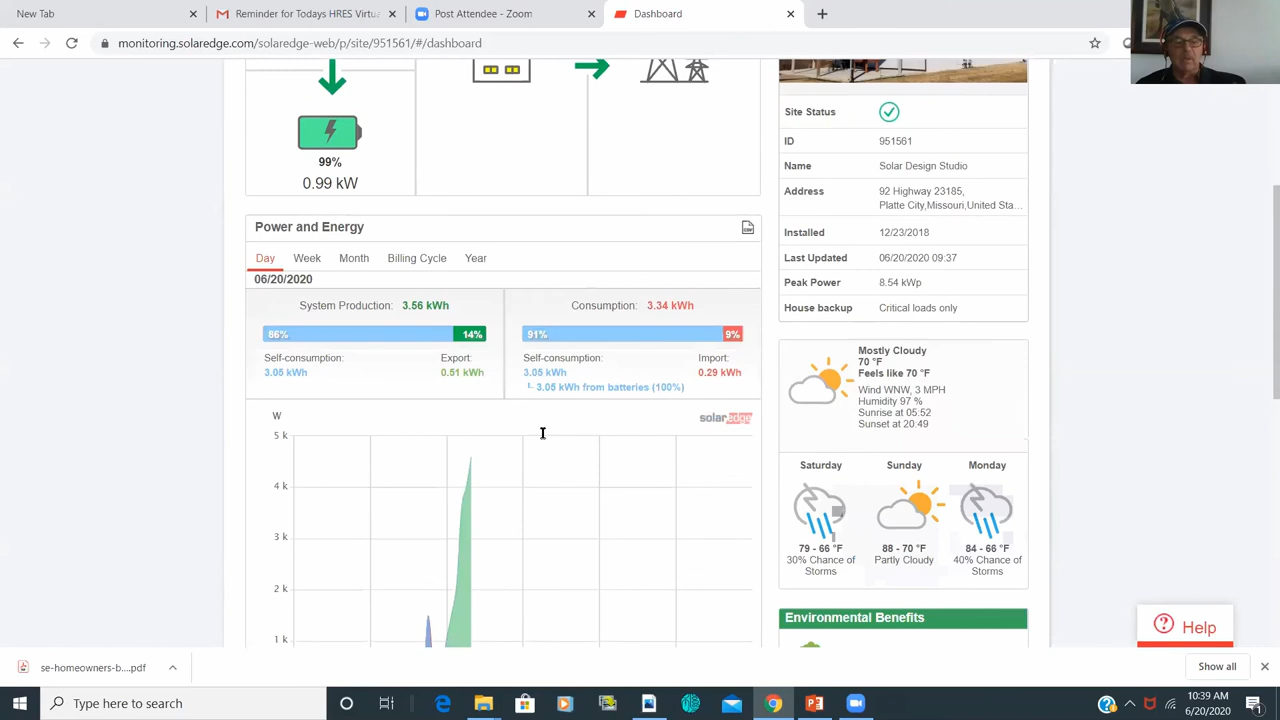 New Tab
Reminder for Todays HRES Virtua
Post Attendee - Zoom
Dashboard
monitoring.solaredge.com/solaredge-web/p/site/951561/#/dashboard
99%
0.99 kW
Site Status
ID 951561
Name Solar Design Studio
Address 92 Highway 23185,
Platte City,Missouri,United Sta...
Installed 12/23/2018
Last Updated 06/20/2020 09:37
Peak Power 8.54 kWp
House backup Critical loads only
Power and Energy
Day Week Month Billing Cycle Year
06/20/2020
System Production: 3.56 kWh
86% 14%
Self-consumption: Export:
3.05 kWh 0.51 kWh
Consumption: 3.34 kWh
91% 9%
Self-consumption: Import:
3.05 kWh 0.29 kWh
3.05 kWh from batteries (100%)
W
solaredge
5 k
4 k
3 k
2 k
1 k
Mostly Cloudy
70 °F
Feels like 70 °F
Wind WNW, 3 MPH
Humidity 97 %
Sunrise at 05:52
Sunset at 20:49
Saturday Sunday Monday
79 - 66 °F 88 - 70 °F 84 - 66 °F
30% Chance of Partly Cloudy 40% Chance of
Storms Storms
Environmental Benefits
Help
se-homeowners-b....pdf
Show all
Type here to search
10:39 AM
6/20/2020